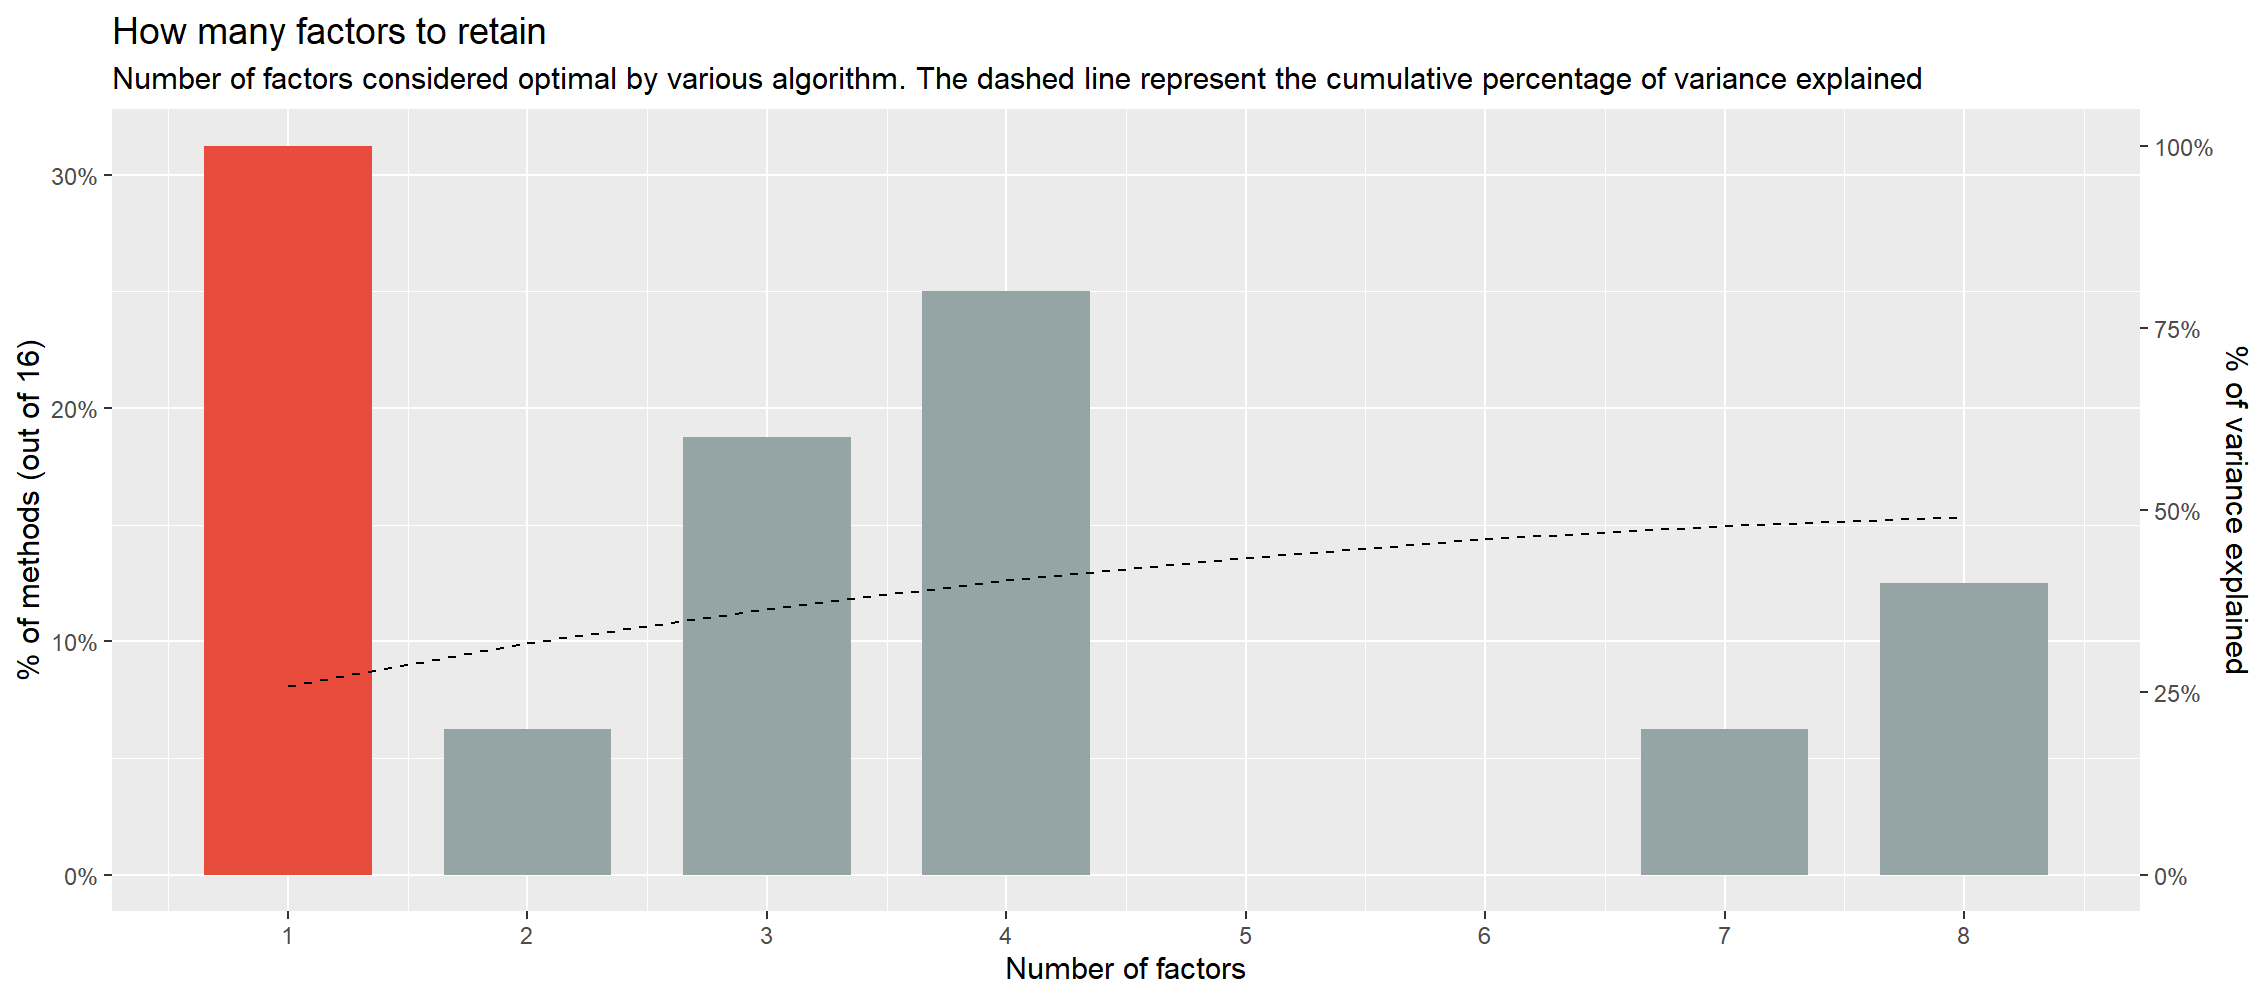 How many factors to retain
Number of factors considered optimal by various algorithm. The dashed line represent the cumulative percentage of variance explained
% of methods (out of 16)
30%
20%
10%
0%
100%
75%
50%
25%
0%
% of variance explained
1 2 3 4 5 6 7 8
Number of factors